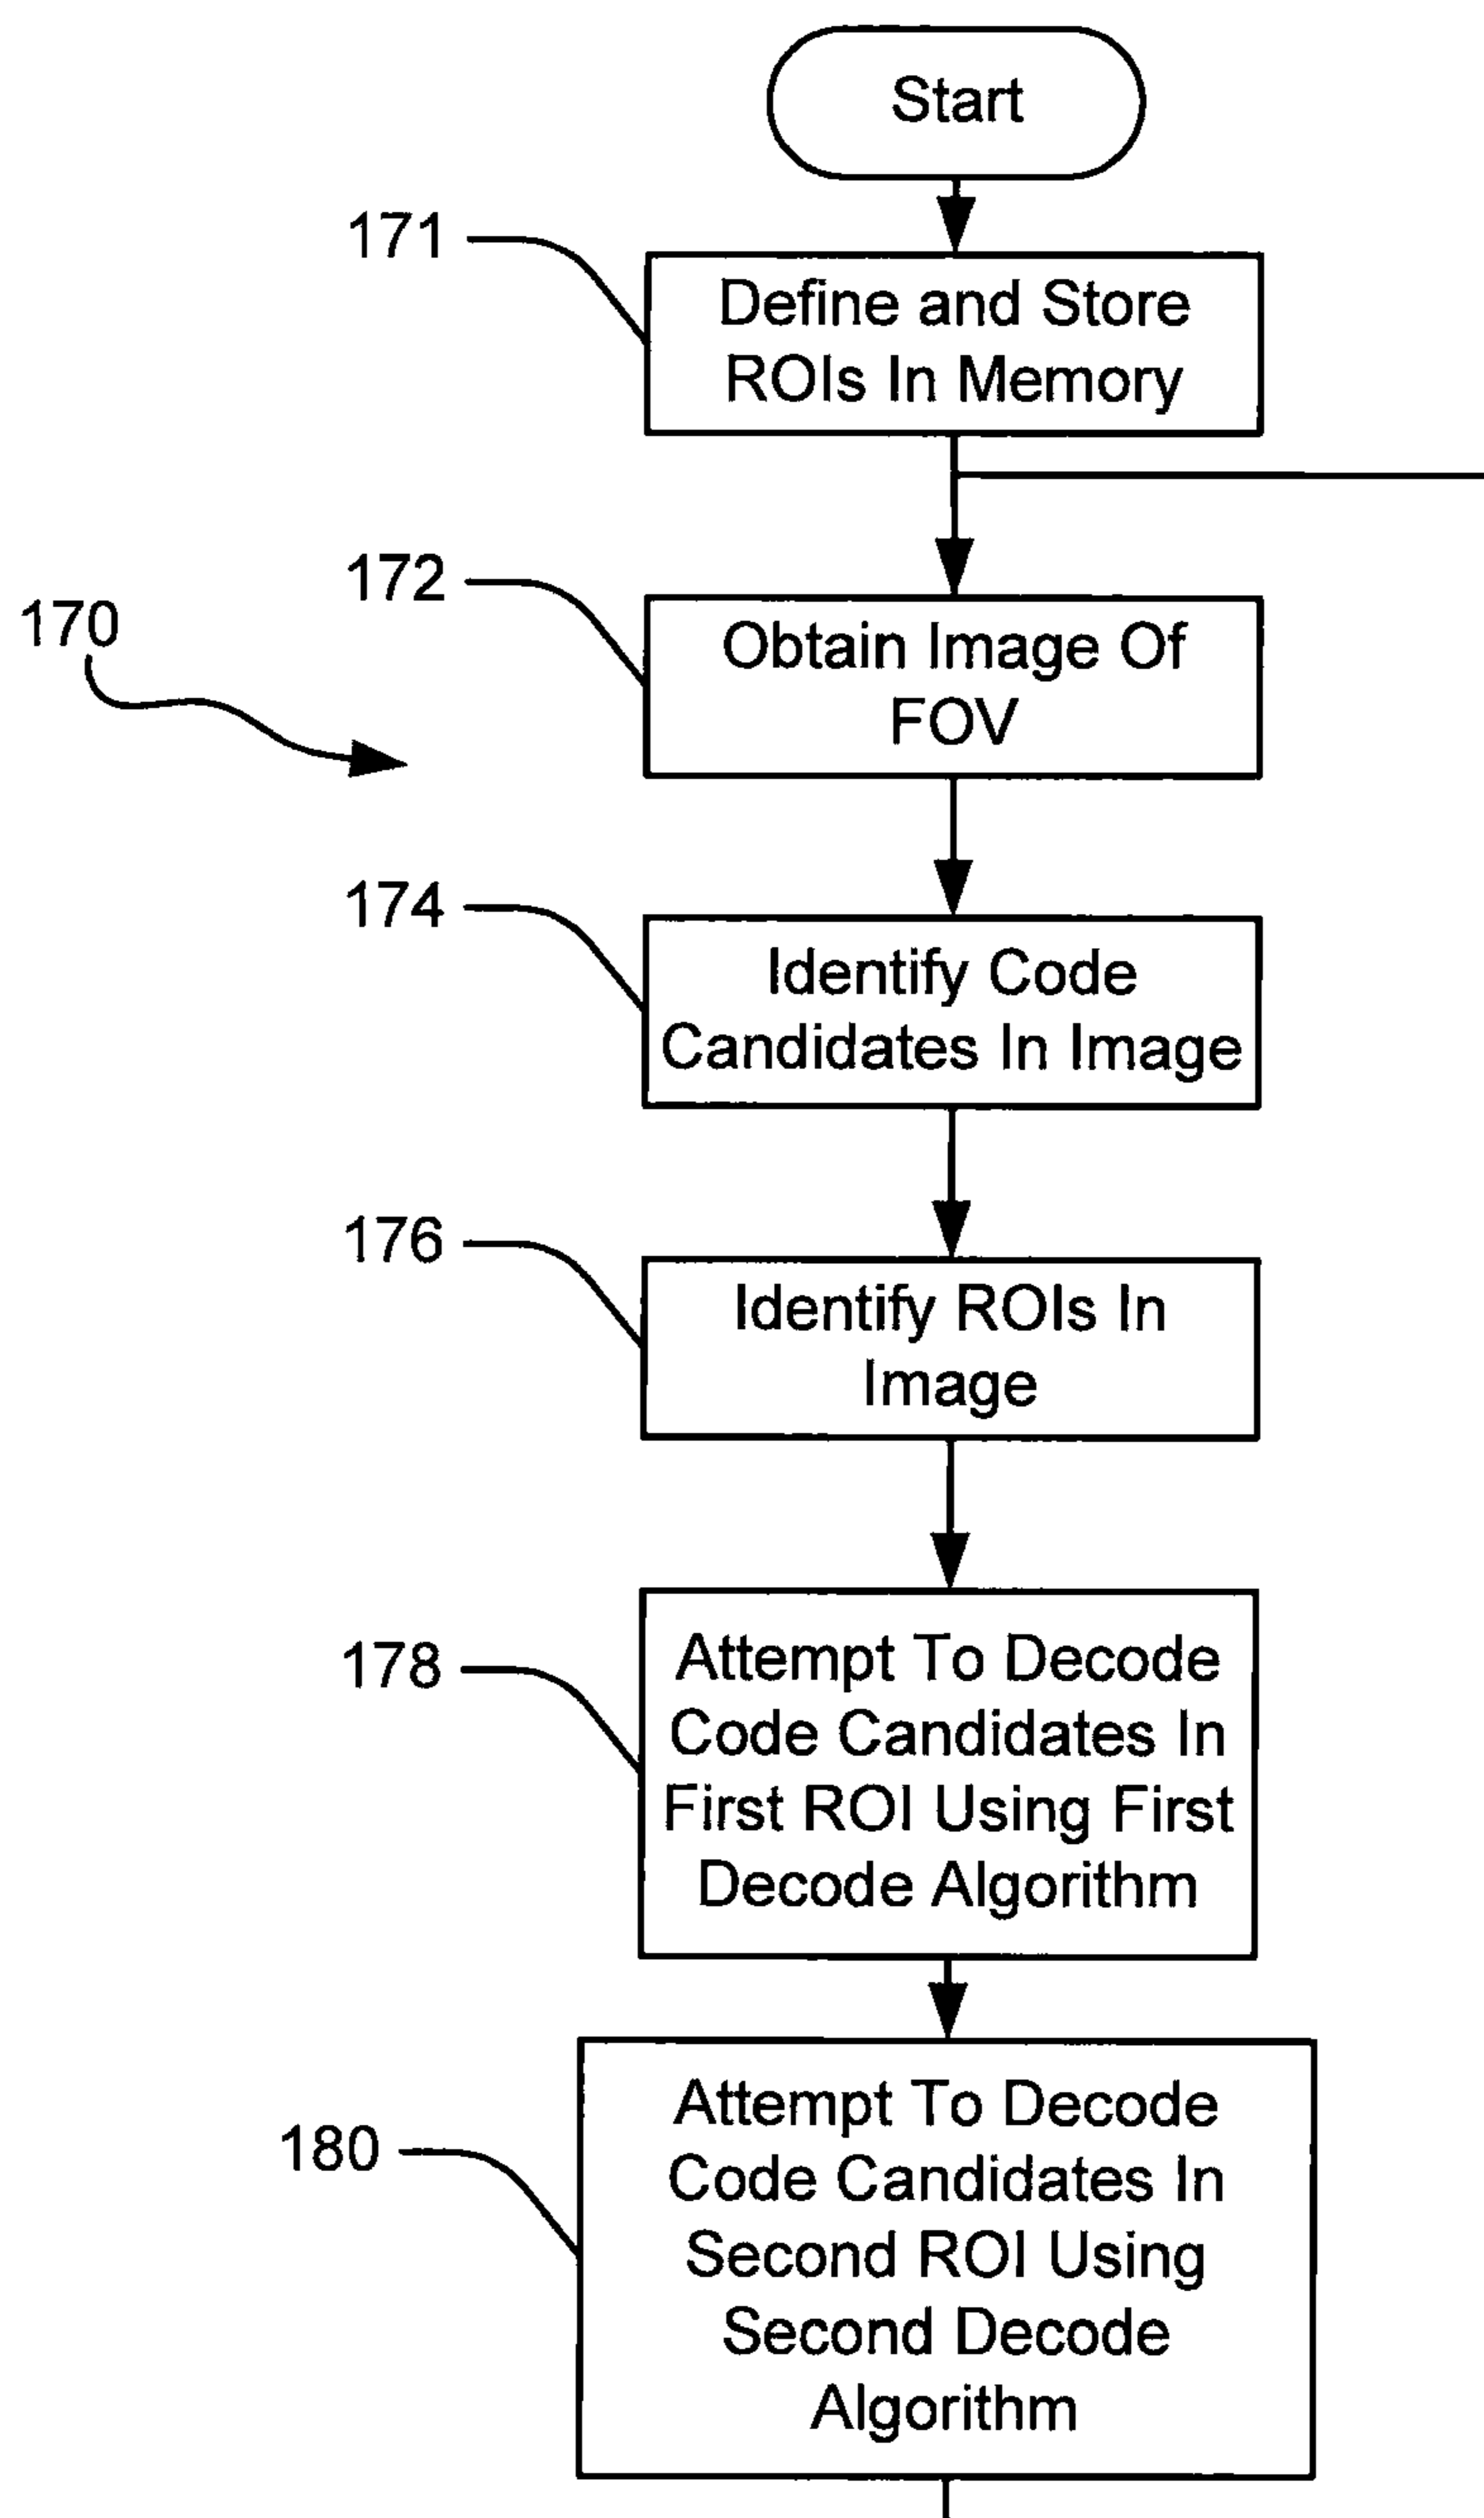 Start
171
Define and Store
ROIs In Memory
172
170
Obtain Image Of
FOV
174
Identify Code
Candidates In Image
176
Identify ROIs In
Image
178
Attempt To Decode
Code Candidates In
First ROI Using First
Decode Algorithm
180
Attempt To Decode
Code Candidates In
Second ROI Using
Second Decode
Algorithm